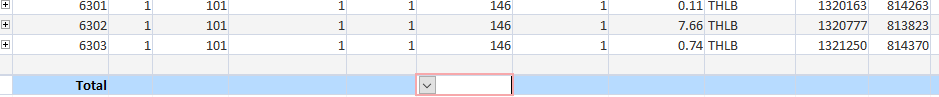 6301 1 101 1 1 146 1 0.11 THLB 1320163 814263
6302 1 101 1 1 146 1 7.66 THLB 1320777 813823
6303 1 101 1 1 146 1 0.74 THLB 1321250 814370
Total